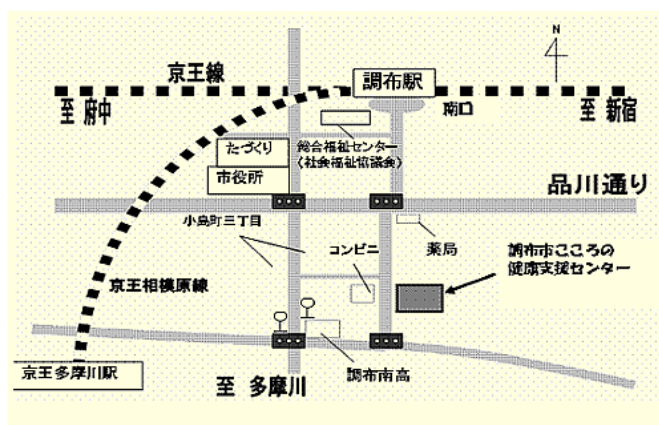 N
京王線
調布駅
至 府中
南口
至 新宿
たづくり
総合福祉センター
（社会福祉協議会）
市役所
品川通り
小島町三丁目
コンビニ
薬局
調布市こころの
健康支援センター
京王相模原線
京王多摩川駅
至 多摩川
調布南高